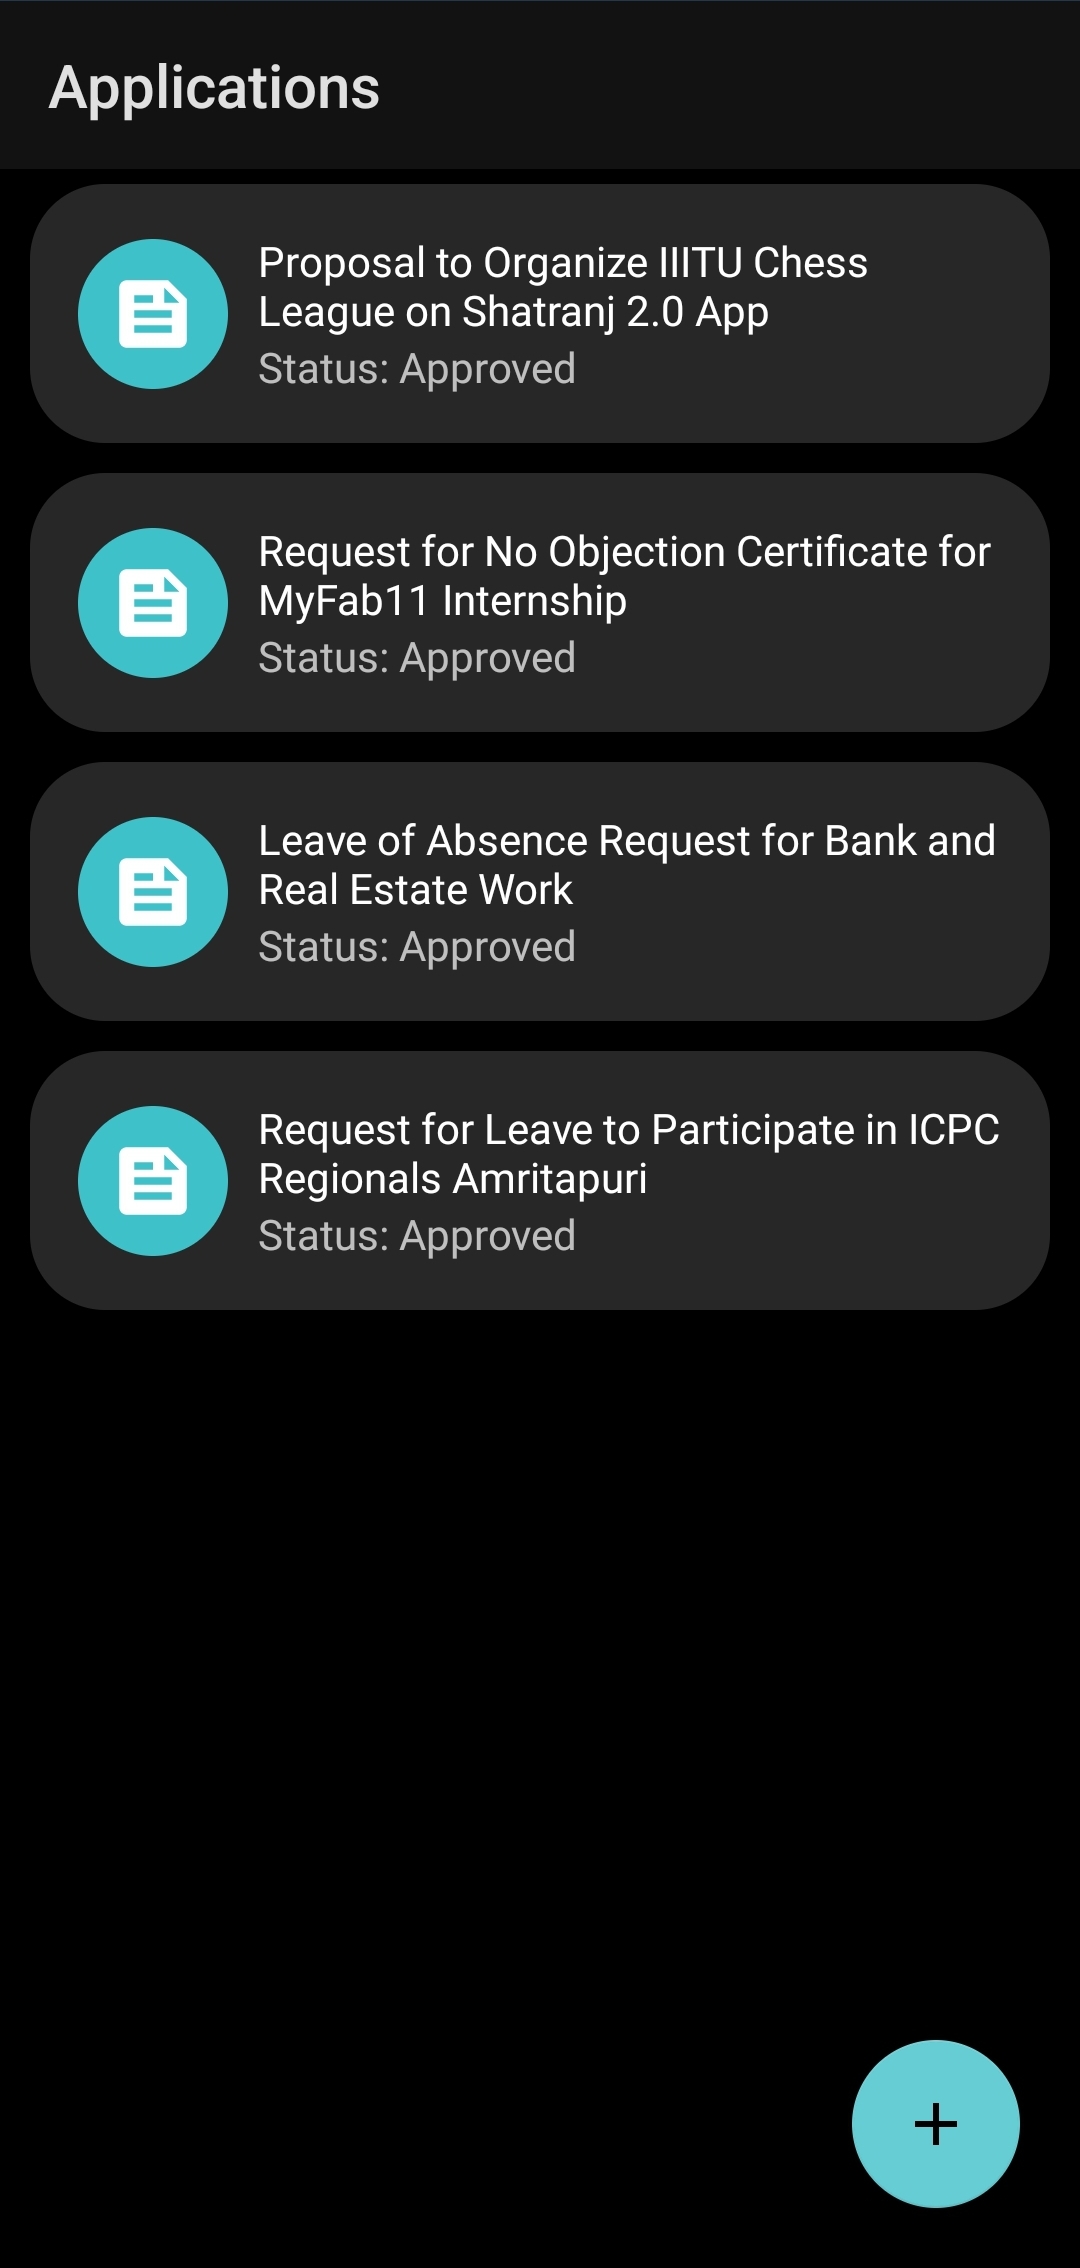 Applications
Proposal to Organize IIITU Chess
League on Shatranj 2.0 App
Status: Approved
Request for No Objection Certificate for
MyFab11 Internship
Status: Approved
Leave of Absence Request for Bank and
Real Estate Work
Status: Approved
Request for Leave to Participate in ICPC
Regionals Amritapuri
Status: Approved